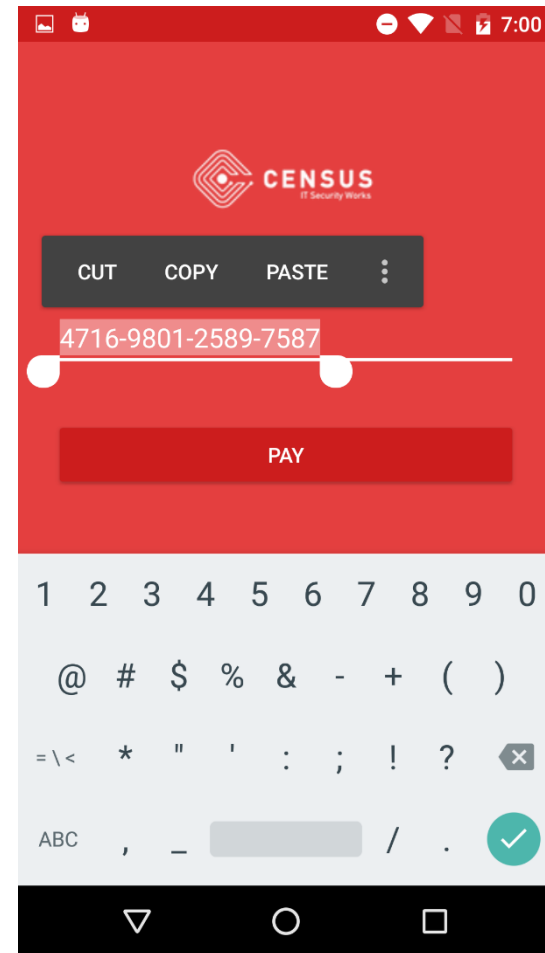 7:00
CENSUS
IT Security Works
CUT COPY PASTE
4716-9801-2589-7587
PAY
1 2 3 4 5 6 7 8 9 0
@ # $ % & - + ( )
= \ < * " ' : ; ! ?
ABC , _ / .